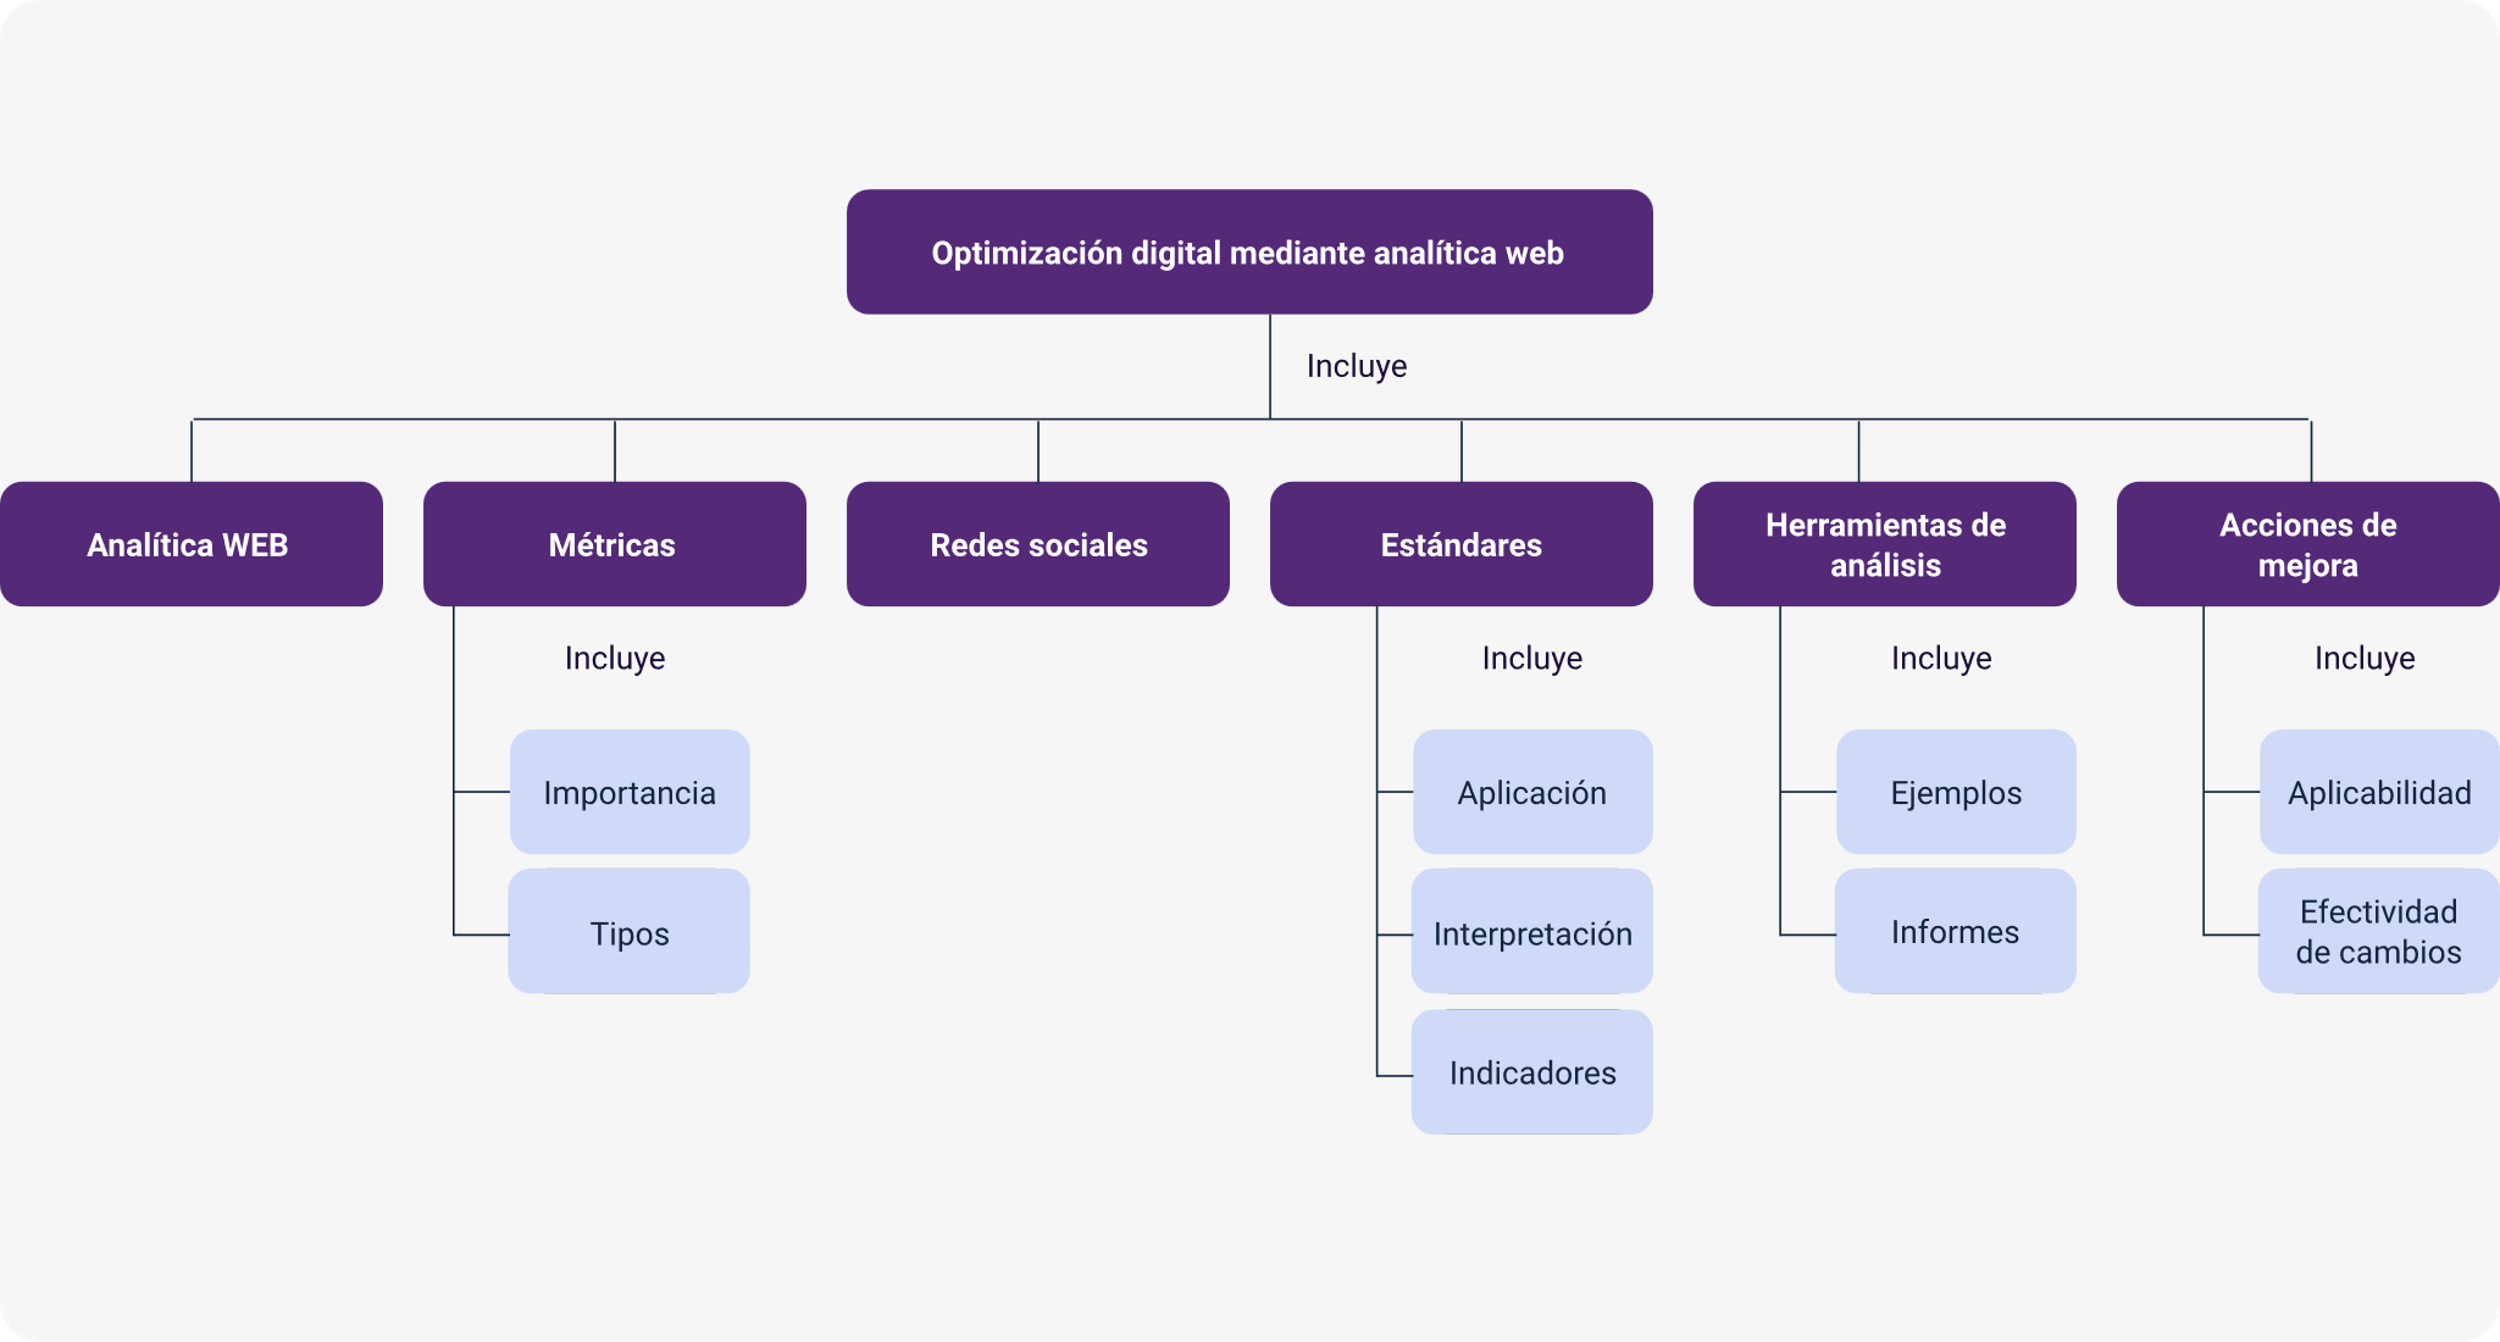 Optimización digital mediante analítica web
Incluye
Analítica WEB
Métricas
Redes sociales
Estándares
Herramientas de
análisis
Acciones de
mejora
Incluye
Importancia
Tipos
Incluye
Aplicación
Interpretación
Indicadores
Incluye
Ejemplos
Informes
Incluye
Aplicabilidad
Efectividad
de cambios